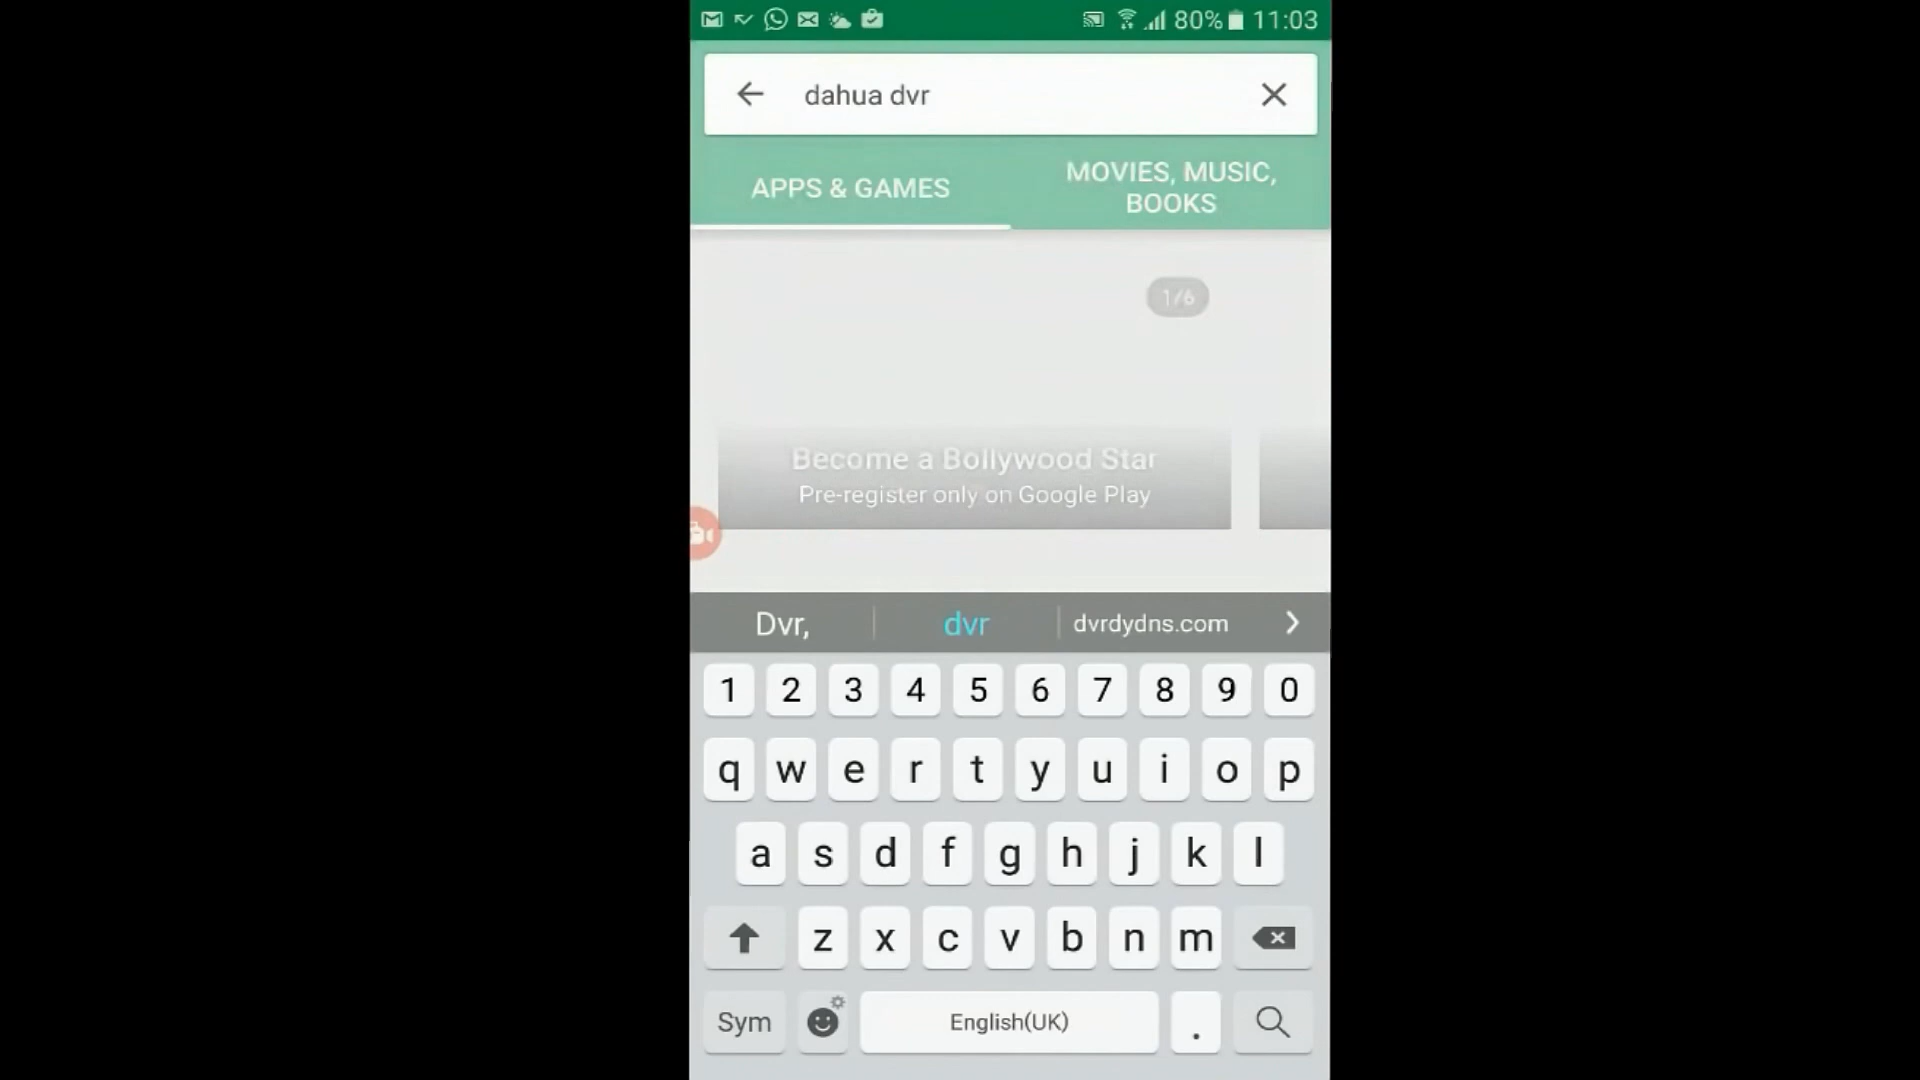 80% 11:03
dahua dvr
APPS & GAMES
MOVIES, MUSIC,
BOOKS
1/6
Become a Bollywood Star
Pre-register only on Google Play
Dvr, dvr dvrdydns.com
1 2 3 4 5 6 7 8 9 0
q w e r t y u i o p
a s d f g h j k l
z x c v b n m
Sym English(UK) .